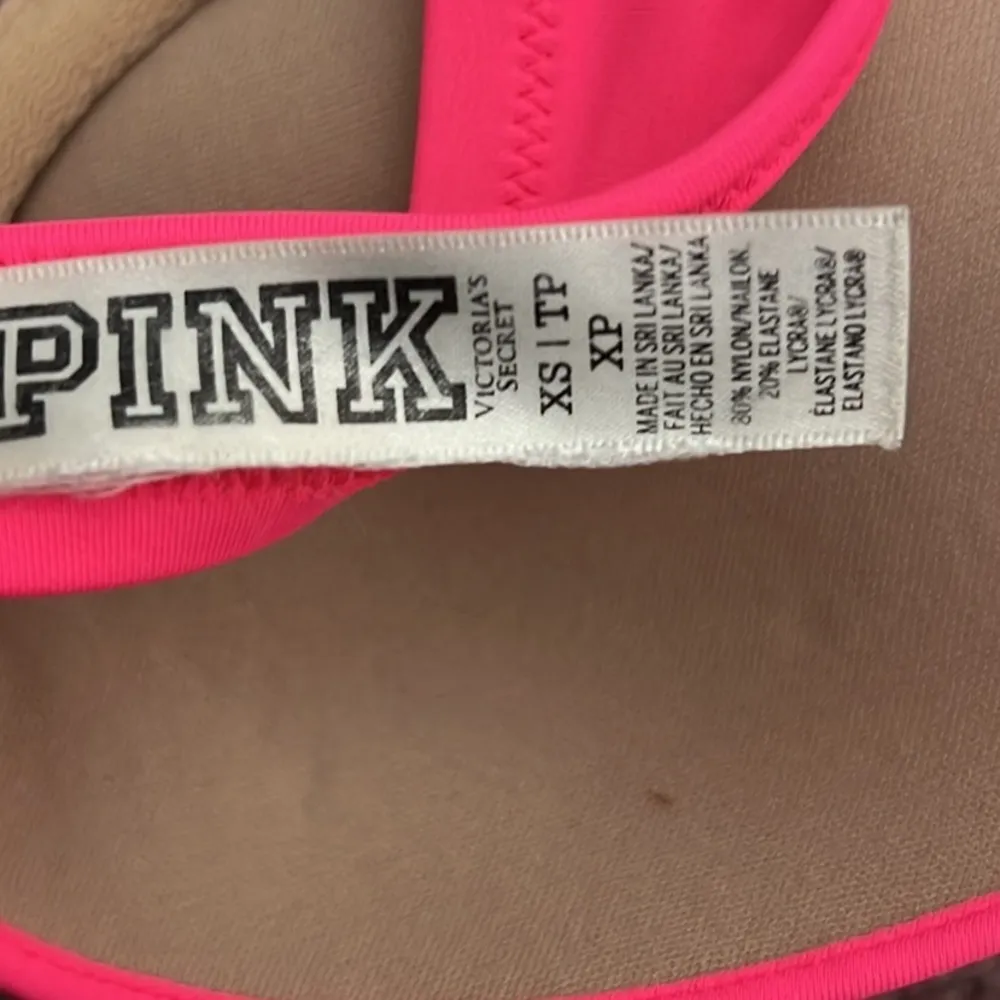 PINK
VICTORIA'S
SECRET
XS | TP
XP
MADE IN SRI LANKA/
FAIT AU SRI LANKA/
HECHO EN SRI LANKA
80% NYLON/NAILON
20% ELASTANE
LYCRA®/
ÉLASTANE LYCRA®/
ELASTANO LYCRA®